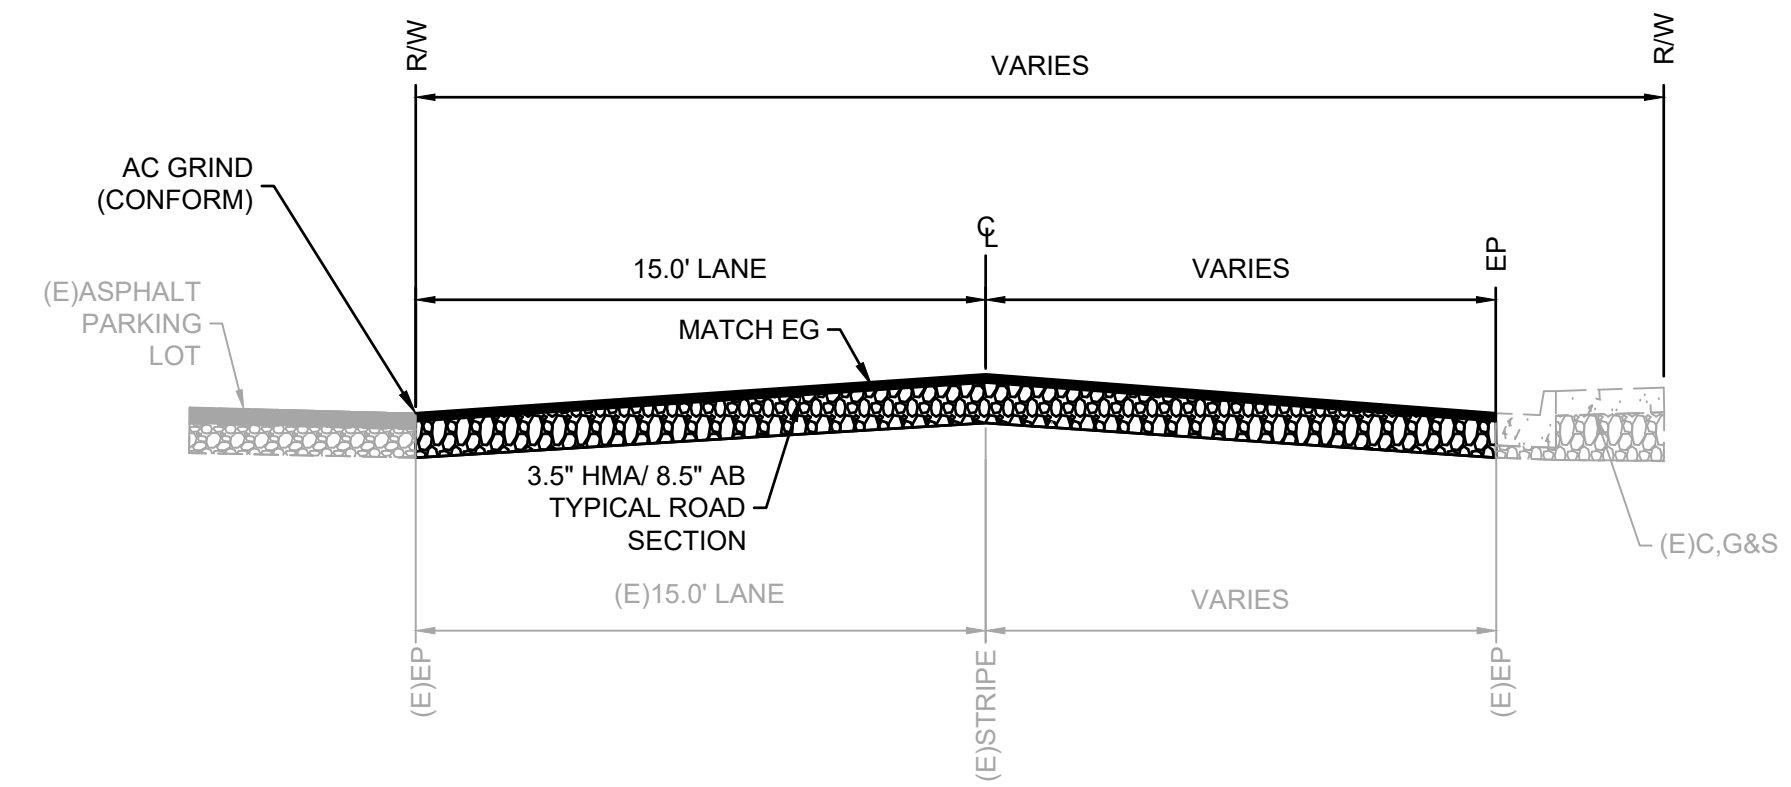 R/W
R/W
VARIES
AC GRIND
(CONFORM)
℄
EP
15.0' LANE
VARIES
(E)ASPHALT
PARKING
LOT
MATCH EG
3.5" HMA/ 8.5" AB
TYPICAL ROAD
SECTION
(E)C,G&S
(E)15.0' LANE
VARIES
(E)EP
(E)STRIPE
(E)EP